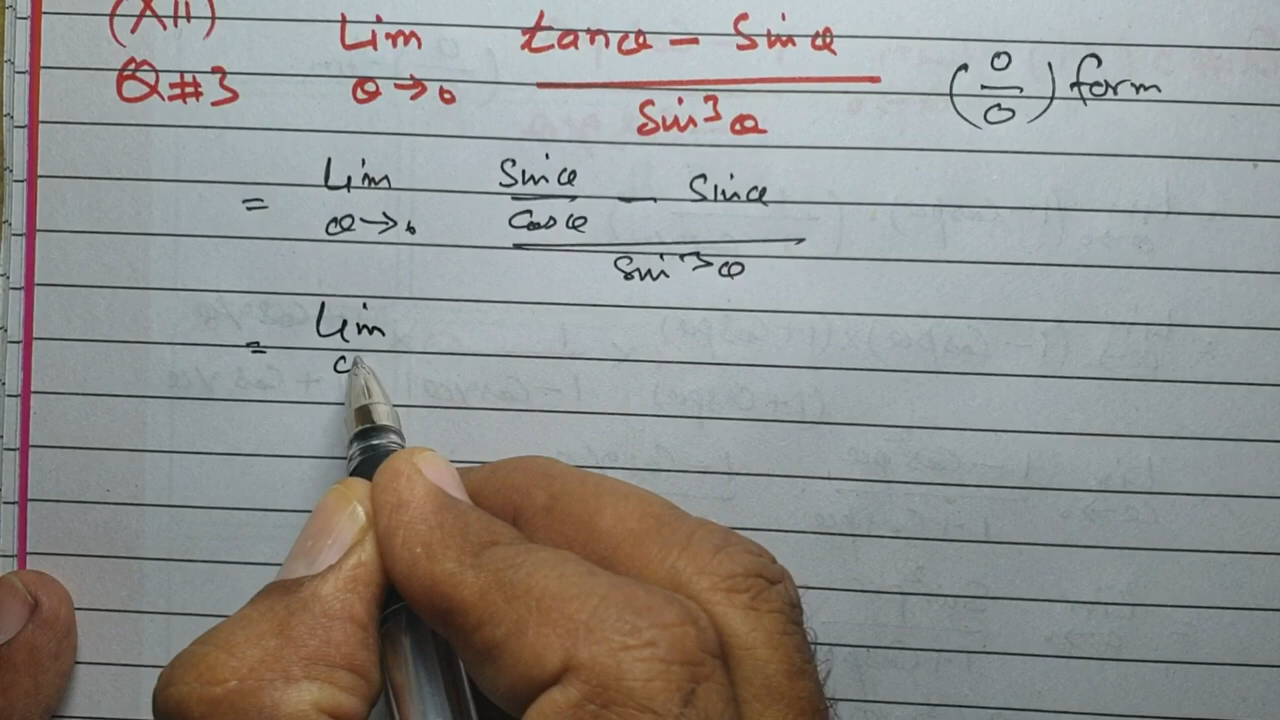 (XII) Lim tanθ – Sinθ
Q#3 θ→0 Sin³θ (0/0) form
= Lim Sinθ/Cosθ – Sinθ
θ→0 Sin³θ
= Lim